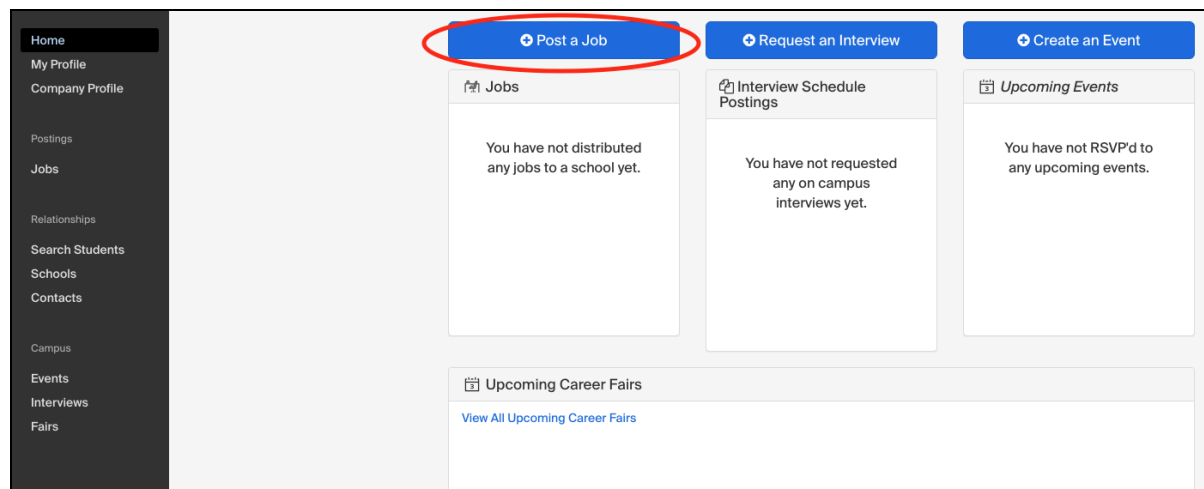 Home
My Profile
Company Profile
Postings
Jobs
Relationships
Search Students
Schools
Contacts
Campus
Events
Interviews
Fairs
Post a Job
Request an Interview
Create an Event
Jobs
You have not distributed
any jobs to a school yet.
Interview Schedule
Postings
You have not requested
any on campus
interviews yet.
Upcoming Events
You have not RSVP'd to
any upcoming events.
Upcoming Career Fairs
View All Upcoming Career Fairs